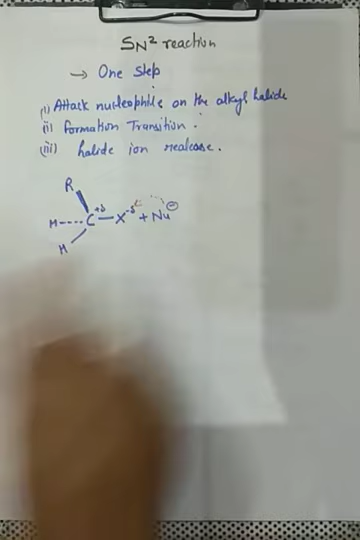 SN² reaction
→ One Step
(i) Attack nucleophile on the alkyl halide
(ii) formation Transition.
(iii) halide ion realease.
R
H---- C+δ — X-δ + Nu⊖
H